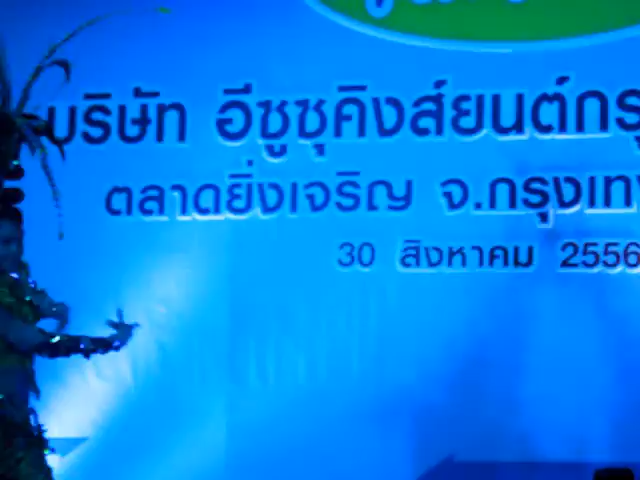 บริษัท อีซูซุคิงส์ยนต์กรุ
ตลาดยิ่งเจริญ จ.กรุงเท
30 สิงหาคม 2556